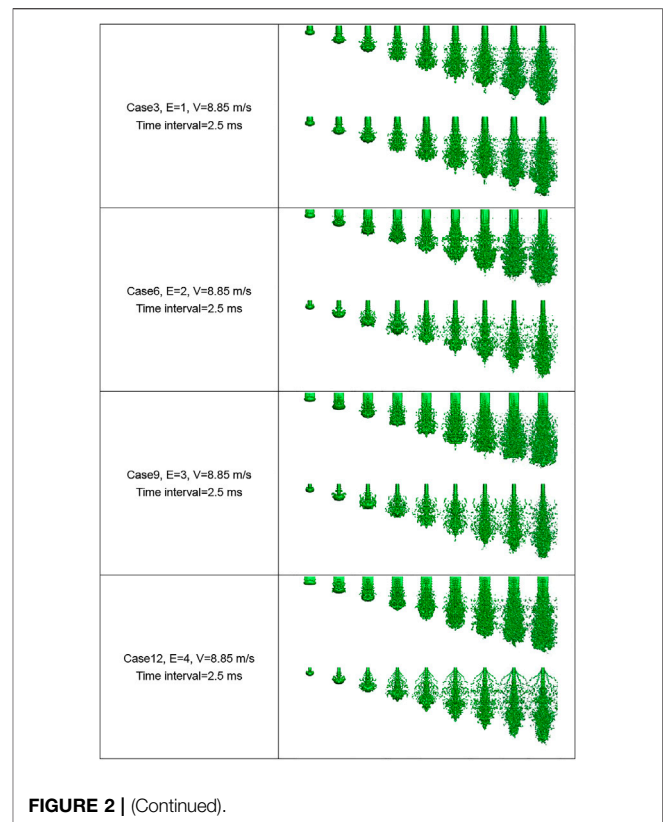 Case3, E=1, V=8.85 m/s
Time interval=2.5 ms
Case6, E=2, V=8.85 m/s
Time interval=2.5 ms
Case9, E=3, V=8.85 m/s
Time interval=2.5 ms
Case12, E=4, V=8.85 m/s
Time interval=2.5 ms
FIGURE 2 | (Continued).